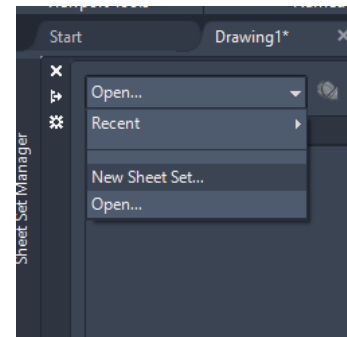 Start
Drawing1*
Open...
Recent
New Sheet Set...
Open...
Sheet Set Manager